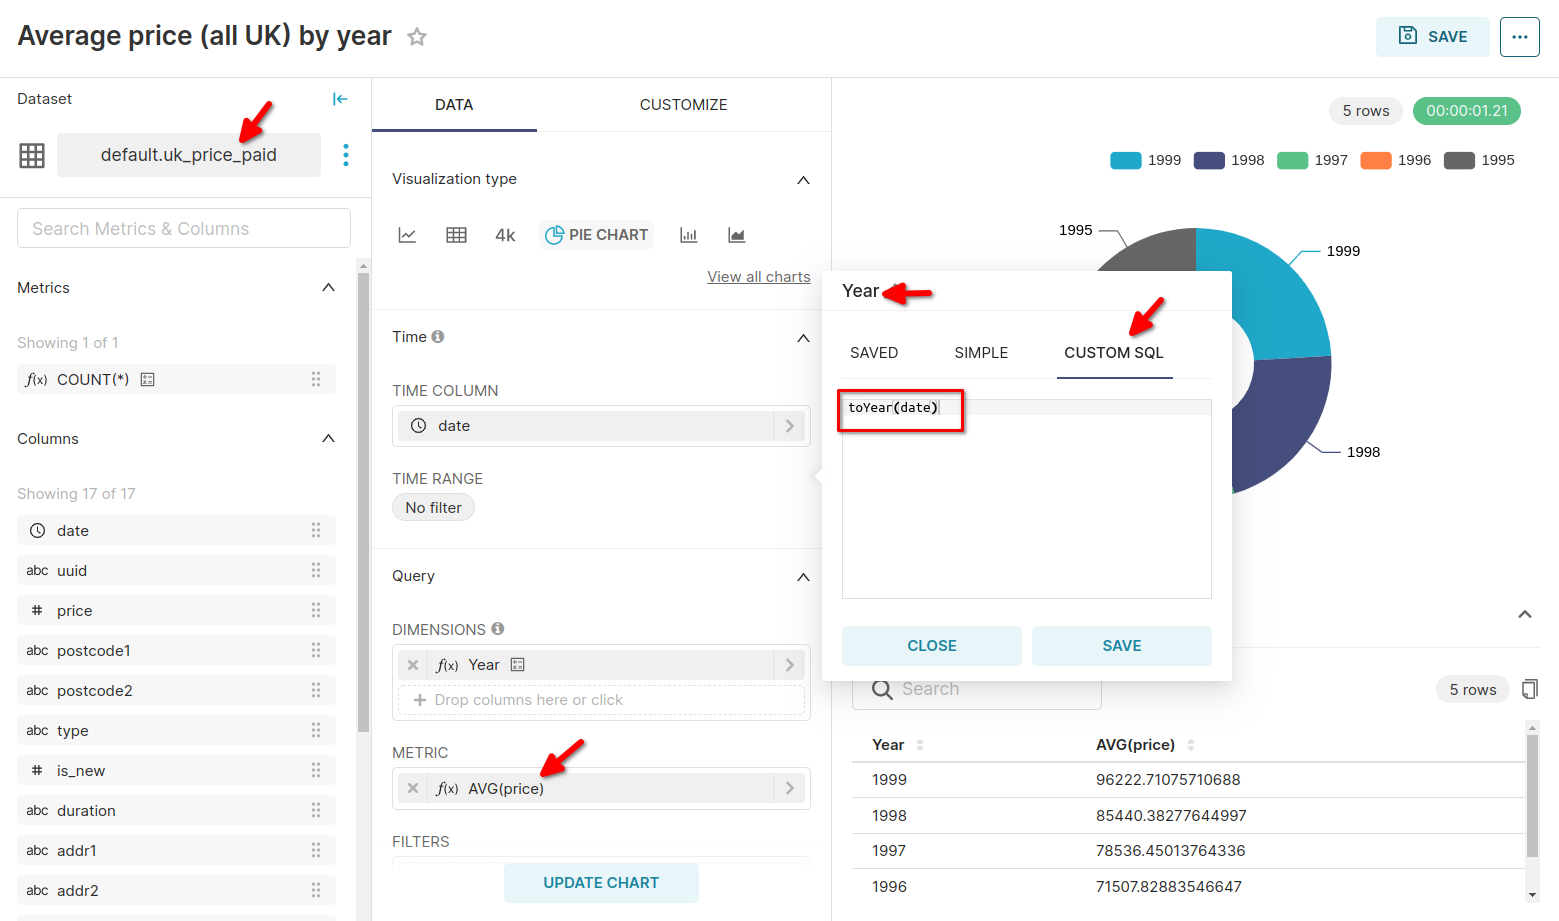 Average price (all UK) by year
SAVE
...
Dataset
default.uk_price_paid
Search Metrics & Columns
Metrics
Showing 1 of 1
f(x) COUNT(*)
Columns
Showing 17 of 17
date
abc uuid
# price
abc postcode1
abc postcode2
abc type
# is_new
abc duration
abc addr1
abc addr2
DATA
CUSTOMIZE
Visualization type
4k
PIE CHART
View all charts
Time
TIME COLUMN
date
TIME RANGE
No filter
Query
DIMENSIONS
f(x) Year
Drop columns here or click
METRIC
f(x) AVG(price)
FILTERS
UPDATE CHART
Year
SAVED
SIMPLE
CUSTOM SQL
toYear(date)
CLOSE
SAVE
5 rows
00:00:01.21
1999
1998
1997
1996
1995
1995
1999
1998
Search
5 rows
Year AVG(price)
1999 96222.71075710688
1998 85440.38277644997
1997 78536.45013764336
1996 71507.82883546647